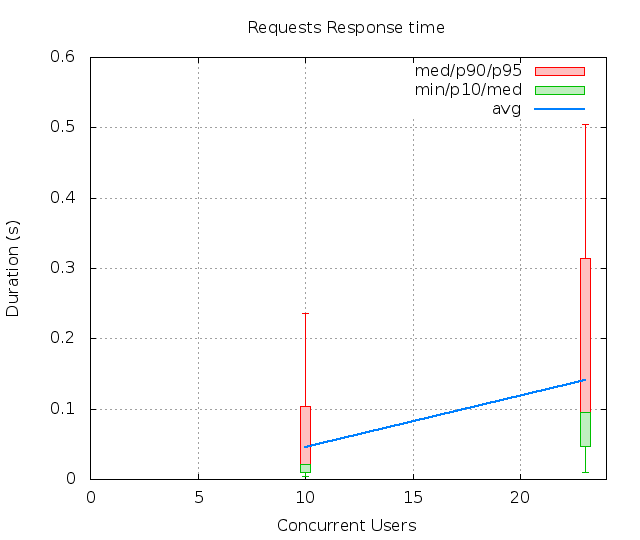 Requests Response time
0.6
0.5
0.4
0.3
0.2
0.1
0
Duration (s)
med/p90/p95
min/p10/med
avg
0 5 10 15 20
Concurrent Users